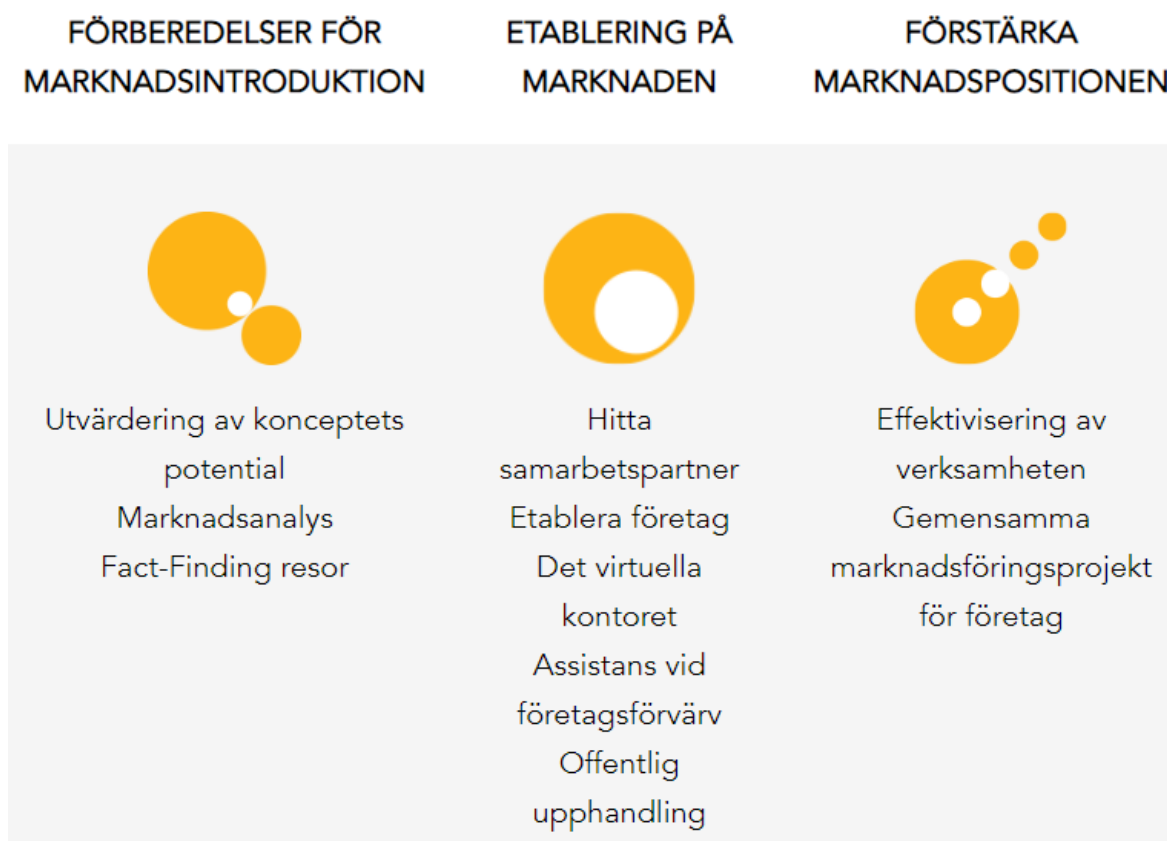 FÖRBEREDELSER FÖR
MARKNADSINTRODUKTION
ETABLERING PÅ
MARKNADEN
FÖRSTÄRKA
MARKNADSPOSITIONEN
Utvärdering av konceptets
potential
Marknadsanalys
Fact-Finding resor
Hitta
samarbetspartner
Etablera företag
Det virtuella
kontoret
Assistans vid
företagsförvärv
Offentlig
upphandling
Effektivisering av
verksamheten
Gemensamma
marknadsföringsprojekt
för företag